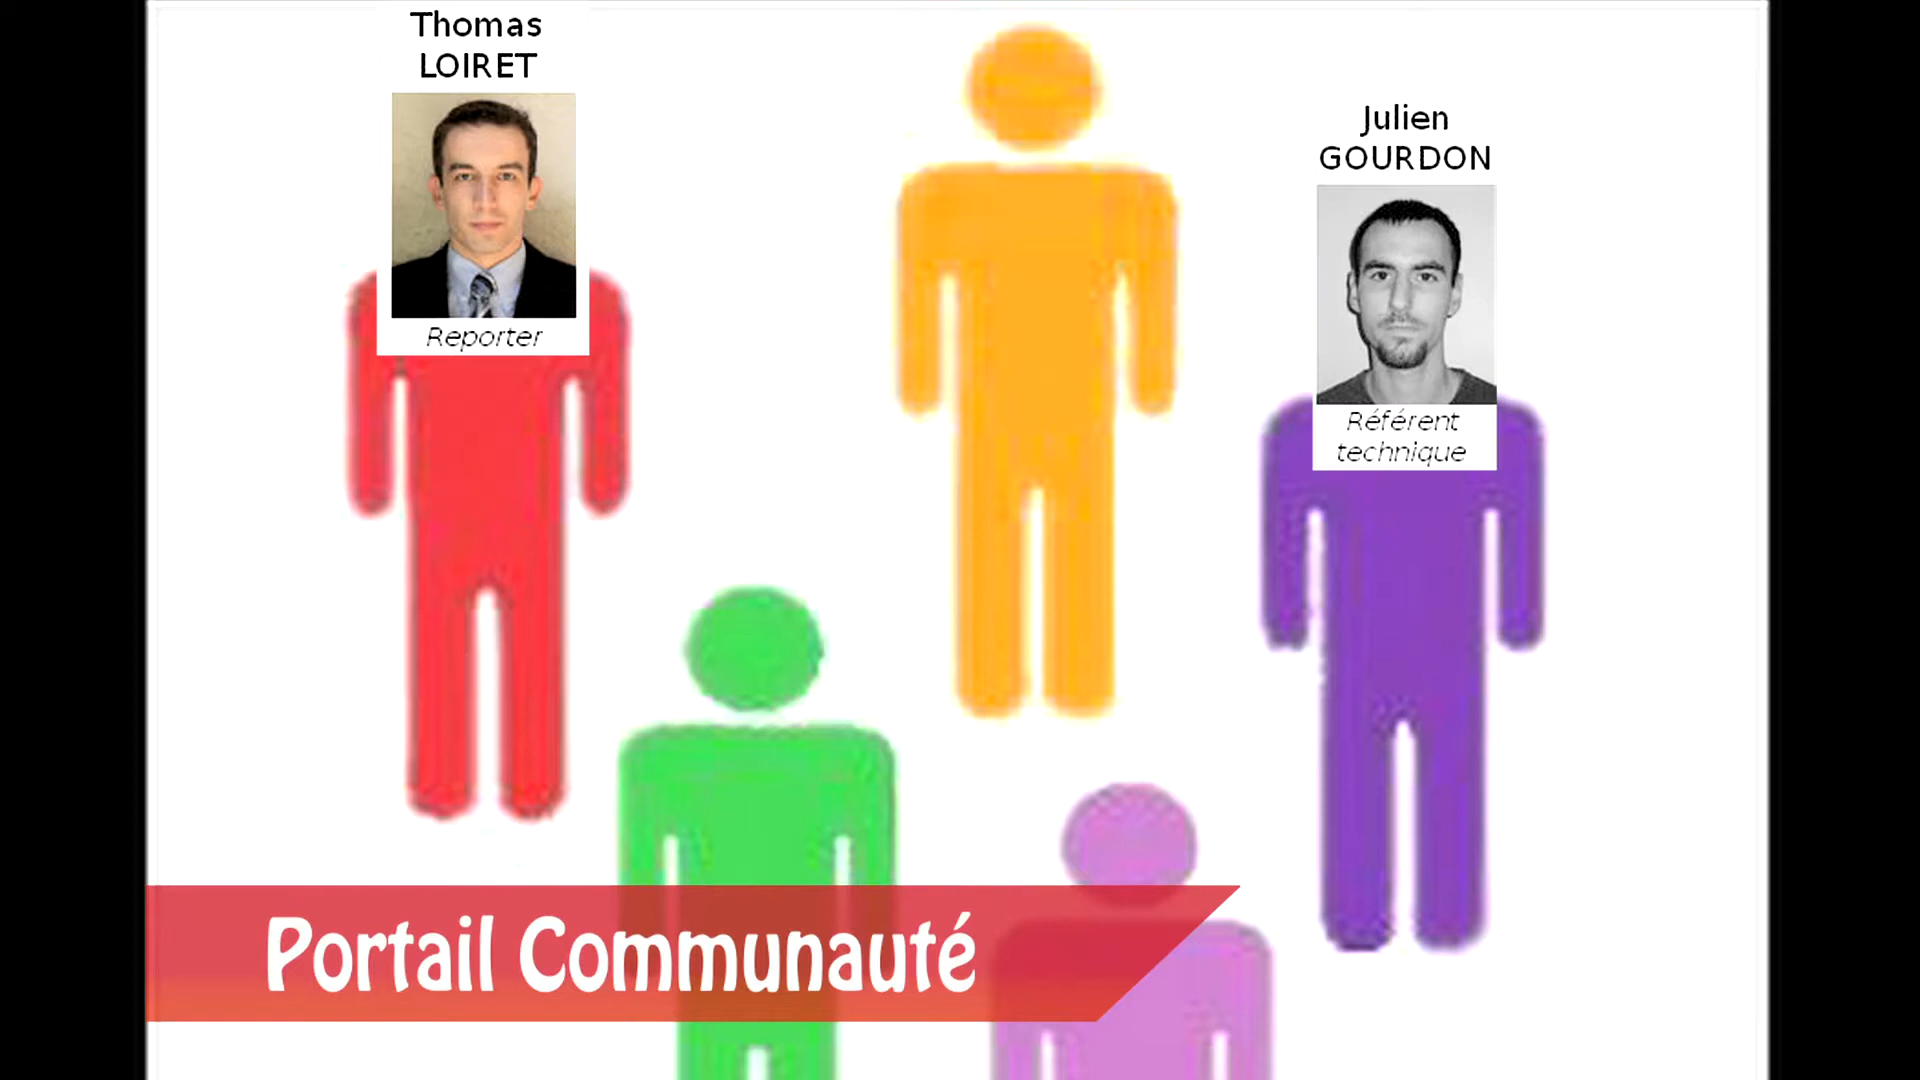 Thomas
LOIRET
Reporter
Julien
GOURDON
Référent
technique
Portail Communauté